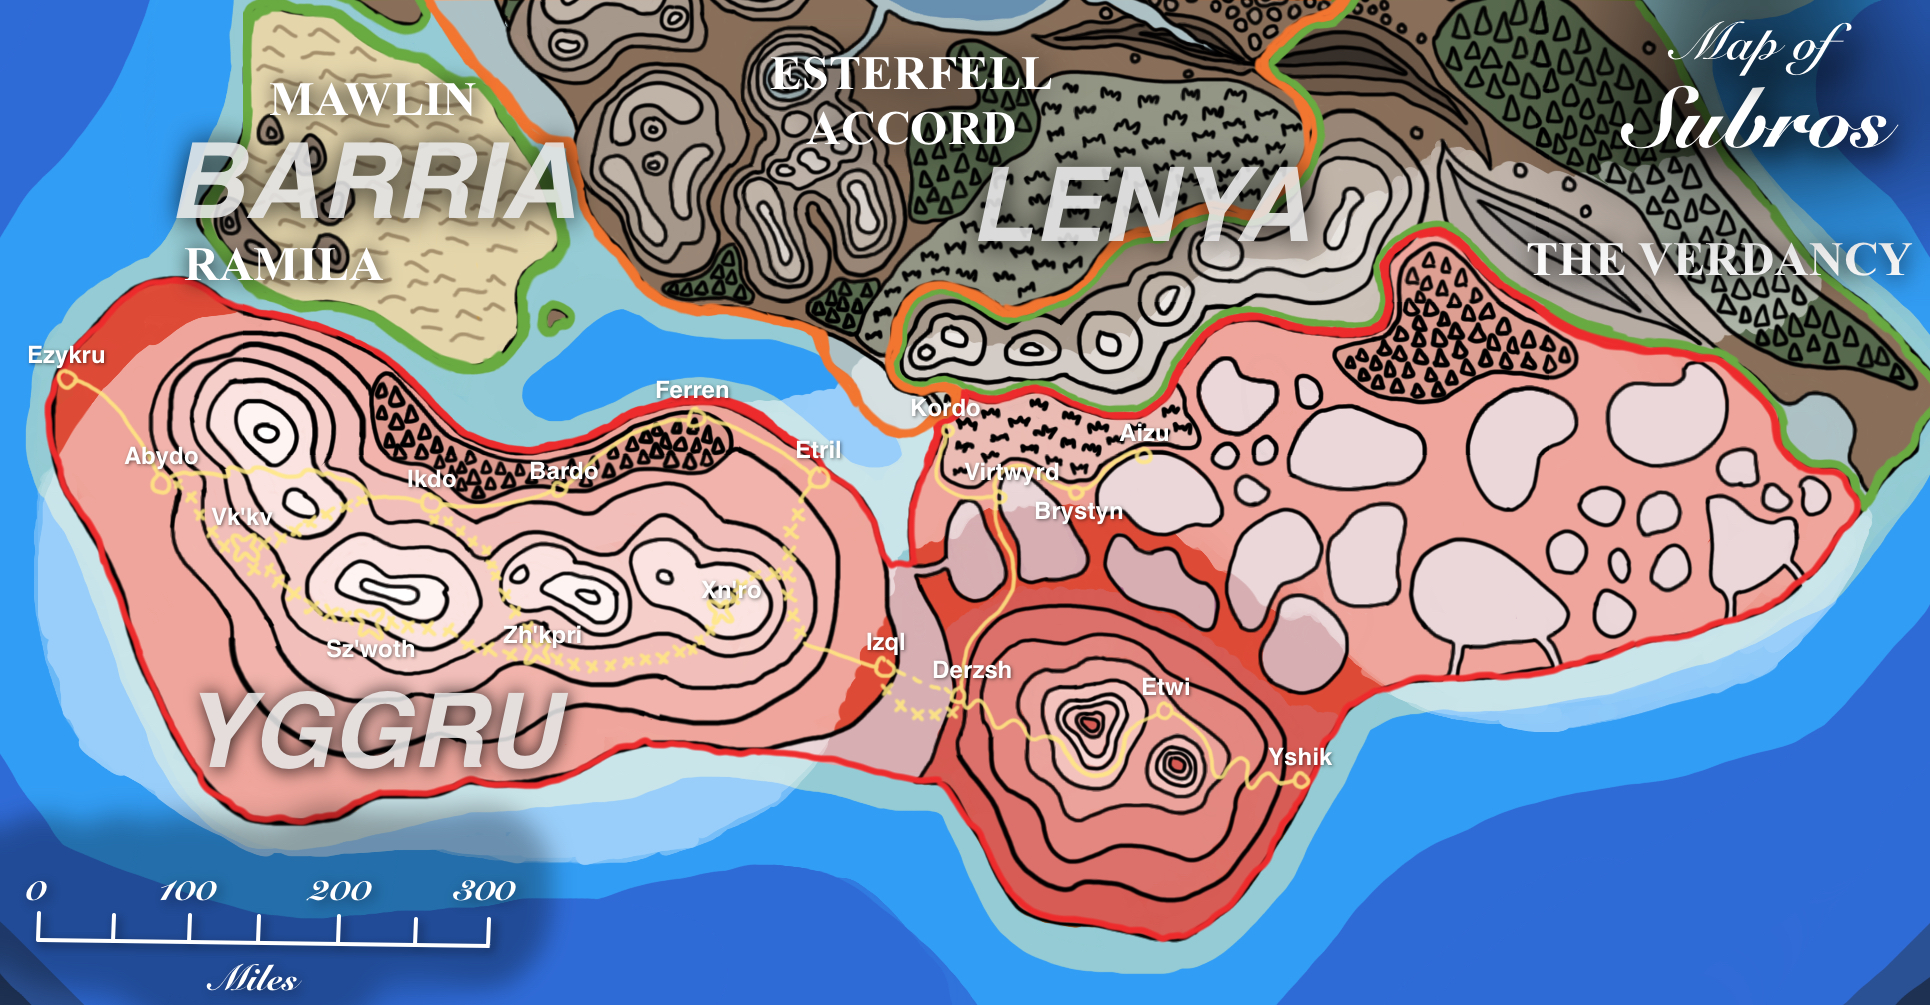 Map of
Subros
MAWLIN
BARRIA
RAMILA
ESTERFELL
ACCORD
LENYA
THE VERDANCY
Ezykru
Abydo
Vk'kv
Ikdo
Bardo
Ferren
Etril
Kordo
Aizu
Virtwyrd
Brystyn
Xn'ro
Zh'kpri
Sz'woth
Izql
Derzsh
Etwi
Yshik
YGGRU
0 100 200 300
Miles